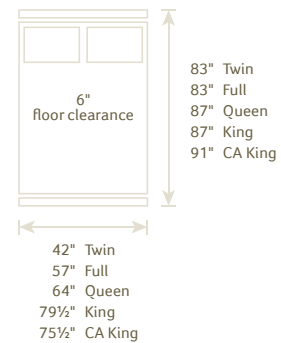 6"
floor clearance
83" Twin
83" Full
87" Queen
87" King
91" CA King
42" Twin
57" Full
64" Queen
79½" King
75½" CA King